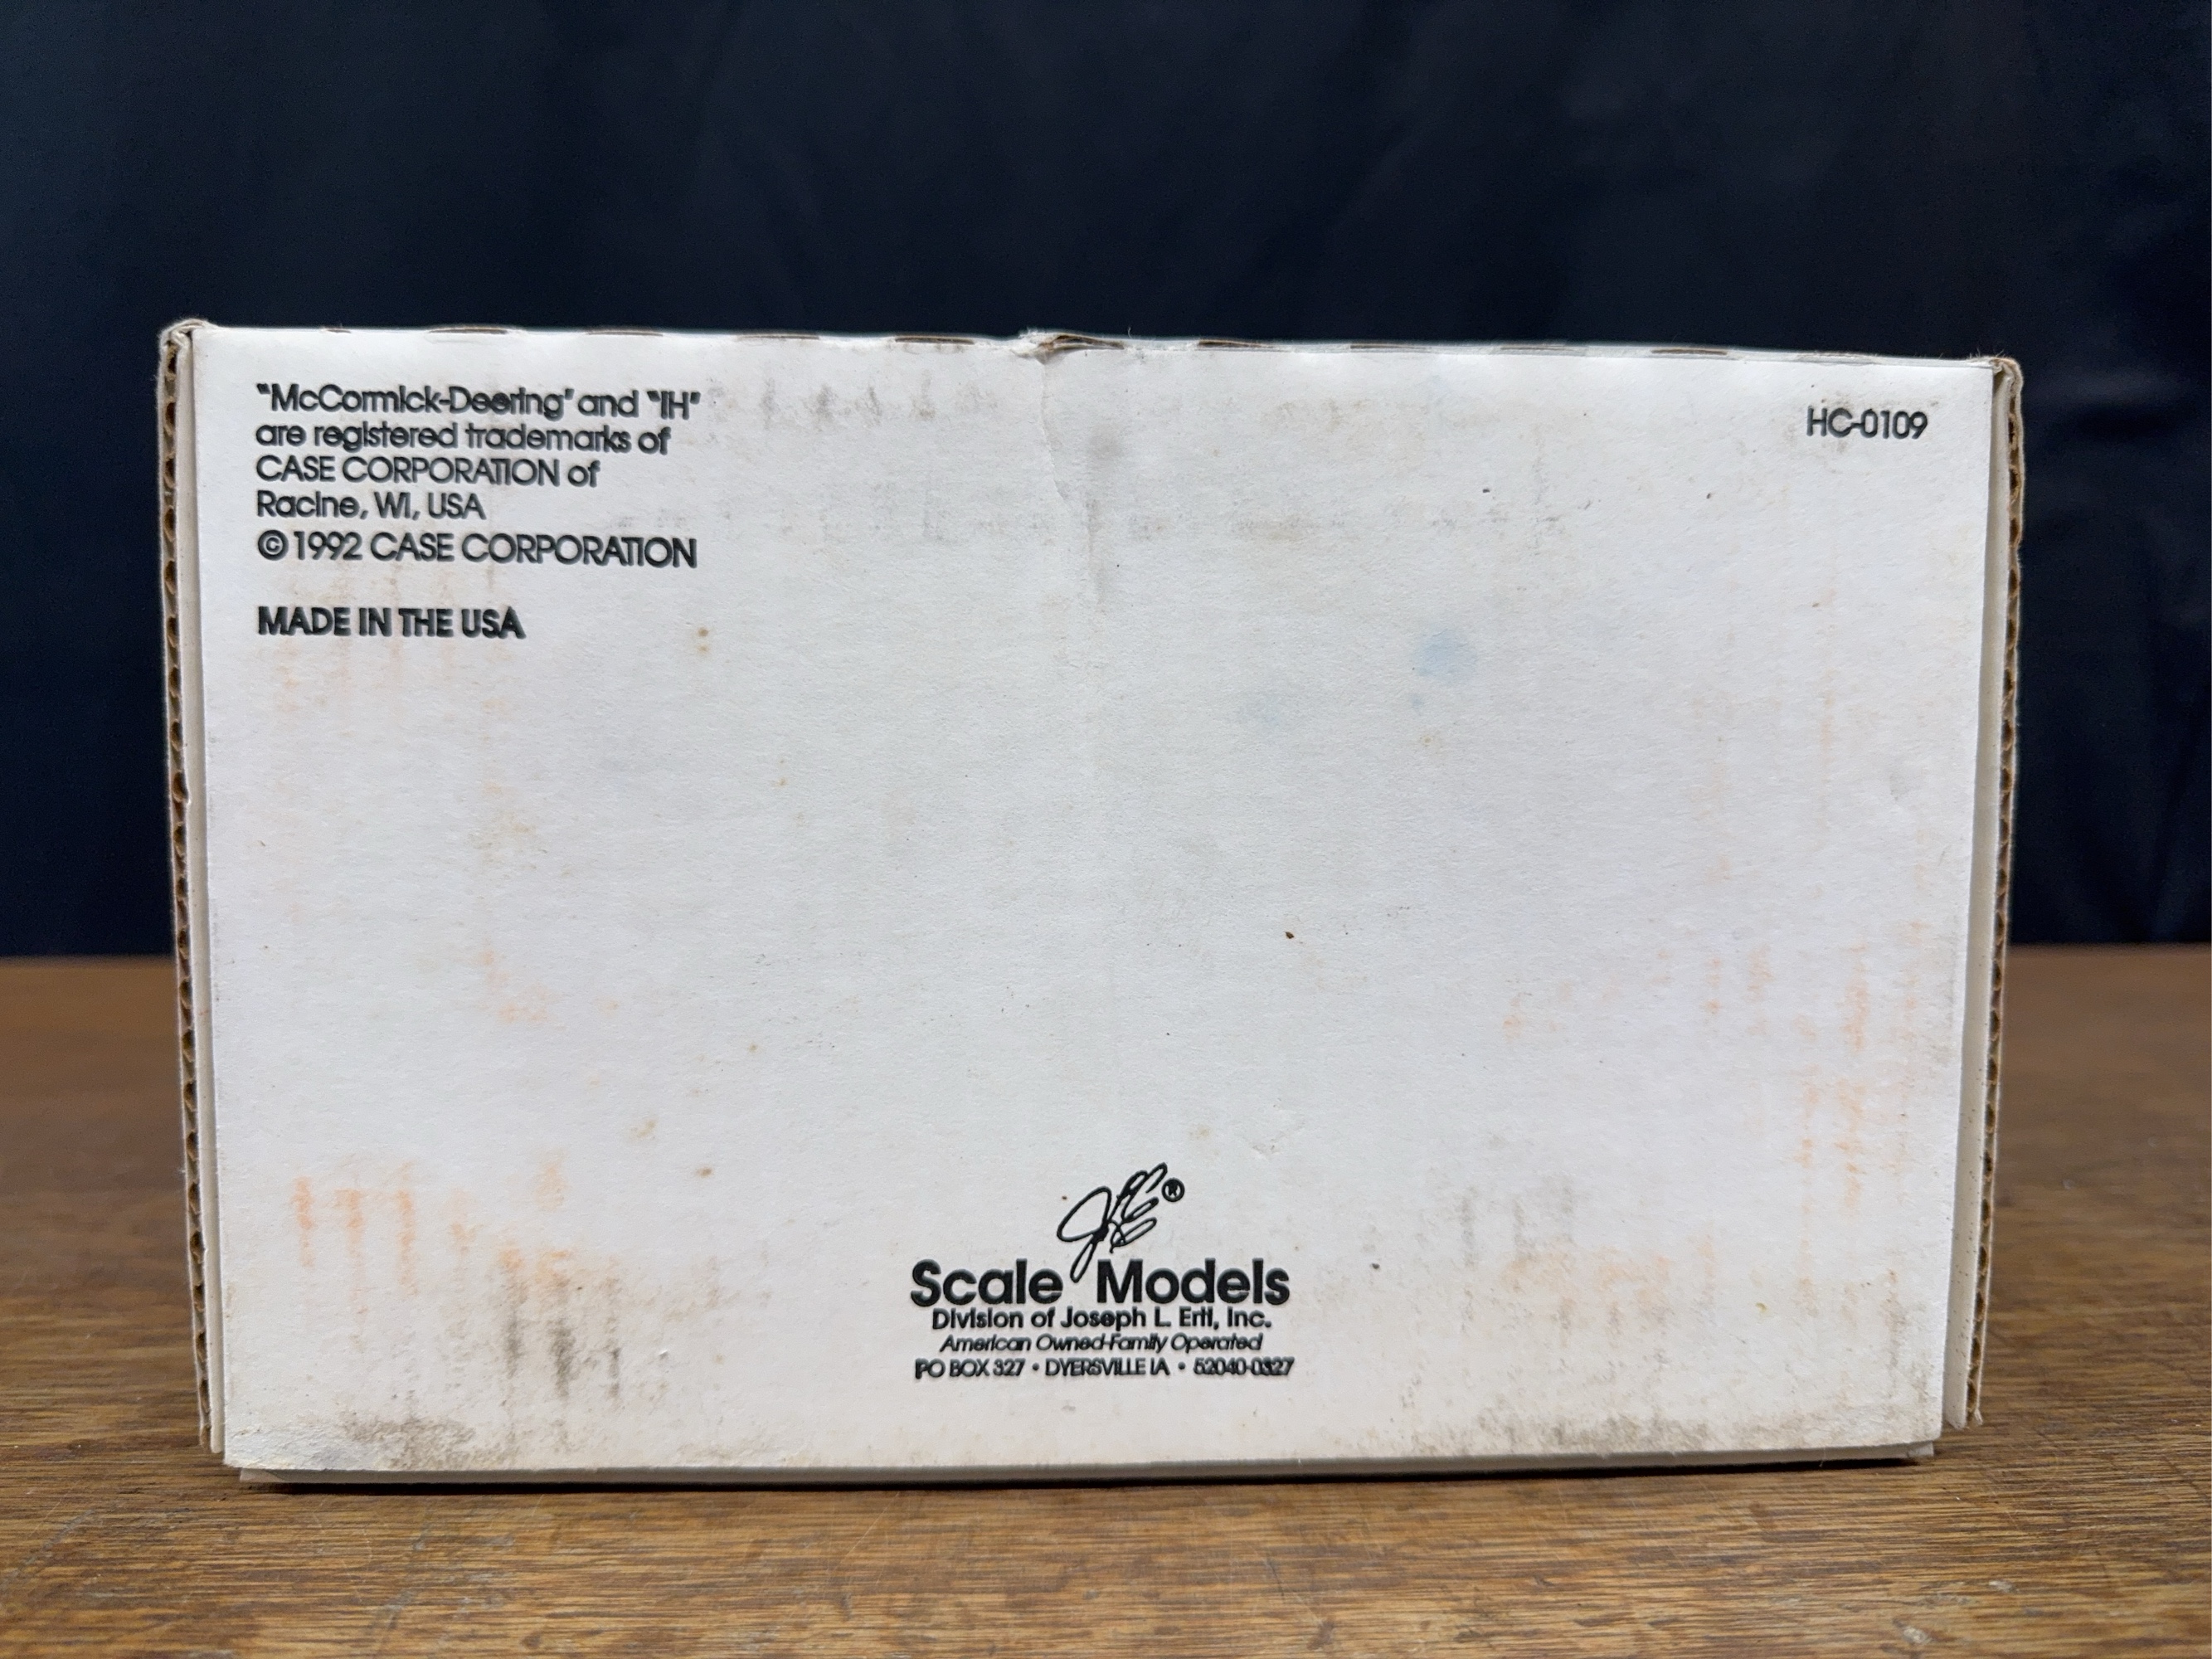 "McCormick-Deering" and "IH"
are registered trademarks of
CASE CORPORATION of
Racine, WI, USA
© 1992 CASE CORPORATION
MADE IN THE USA
HC-0109
JLE®
Scale Models
Division of Joseph L. Ertl, Inc.
American Owned-Family Operated
PO BOX 327 • DYERSVILLE IA • 52040-0327